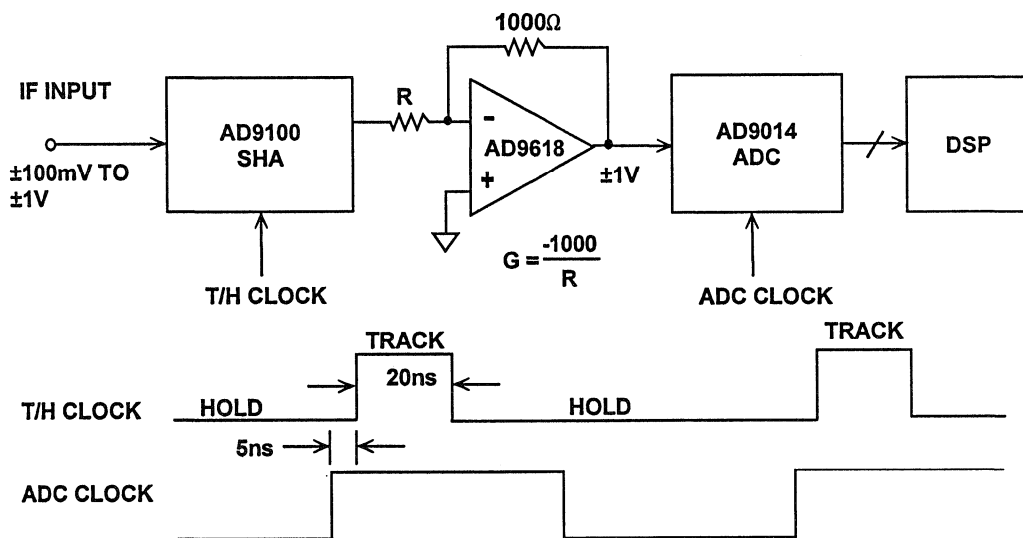 1000Ω
IF INPUT
±100mV TO
±1V
AD9100
SHA
R
-
+
AD9618
±1V
AD9014
ADC
DSP
G = -1000
R
T/H CLOCK
ADC CLOCK
TRACK
TRACK
20ns
T/H CLOCK
HOLD
HOLD
5ns
ADC CLOCK